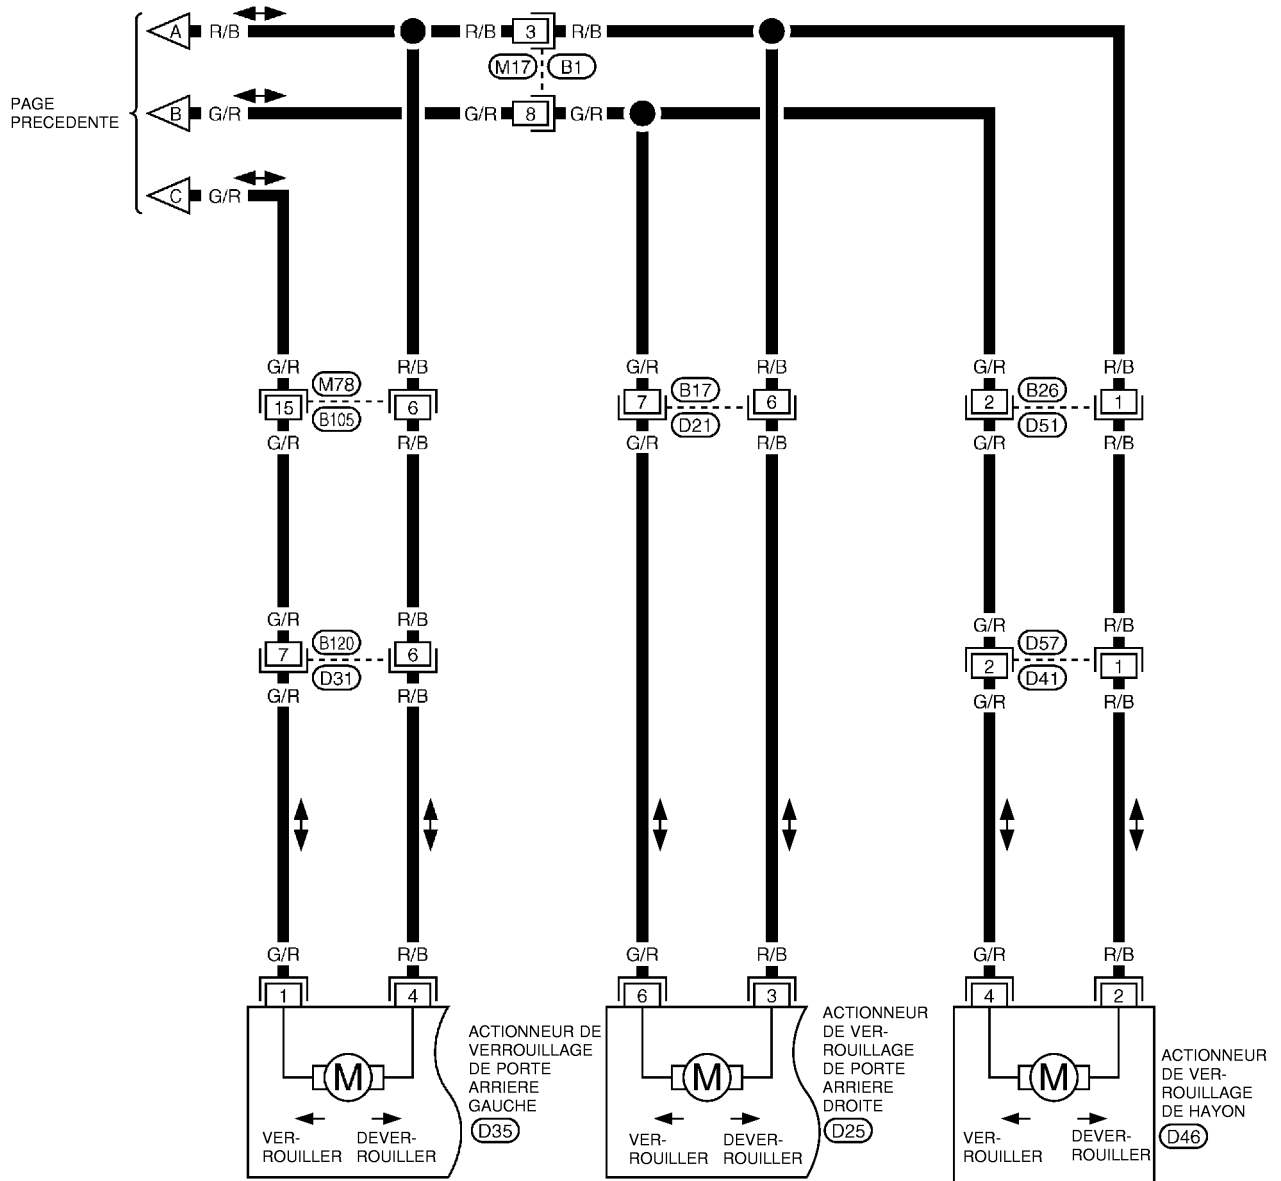 A R/B R/B 3 R/B
M17 B1
PAGE
PRECEDENTE
B G/R G/R 8 G/R
C G/R
G/R R/B G/R R/B G/R R/B
15 M78 6 7 B17 6 2 B26 1
B105 D21 D51
G/R R/B G/R R/B G/R R/B
G/R R/B G/R R/B
7 B120 6 2 D57 1
D31 D41
G/R R/B G/R R/B
G/R R/B G/R R/B G/R R/B
1 4 6 3 4 2
ACTIONNEUR DE
VERROUILLAGE
DE PORTE
ARRIERE
GAUCHE
D35
M
VER-
ROUILLER
DEVER-
ROUILLER
ACTIONNEUR
DE VER-
ROUILLAGE
DE PORTE
ARRIERE
DROITE
D25
M
VER-
ROUILLER
DEVER-
ROUILLER
ACTIONNEUR
DE VER-
ROUILLAGE
DE HAYON
D46
M
VER-
ROUILLER
DEVER-
ROUILLER